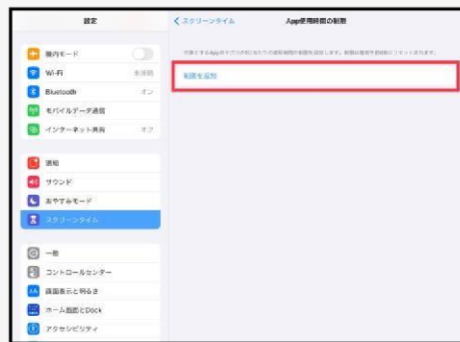 設定
機内モード
Wi-Fi 未接続
Bluetooth オン
モバイルデータ通信
インターネット共有 オフ
通知
サウンド
おやすみモード
スクリーンタイム
一般
コントロールセンター
画面表示と明るさ
ホーム画面とDock
アクセシビリティ
スクリーンタイム
App使用時間の制限
制限を追加